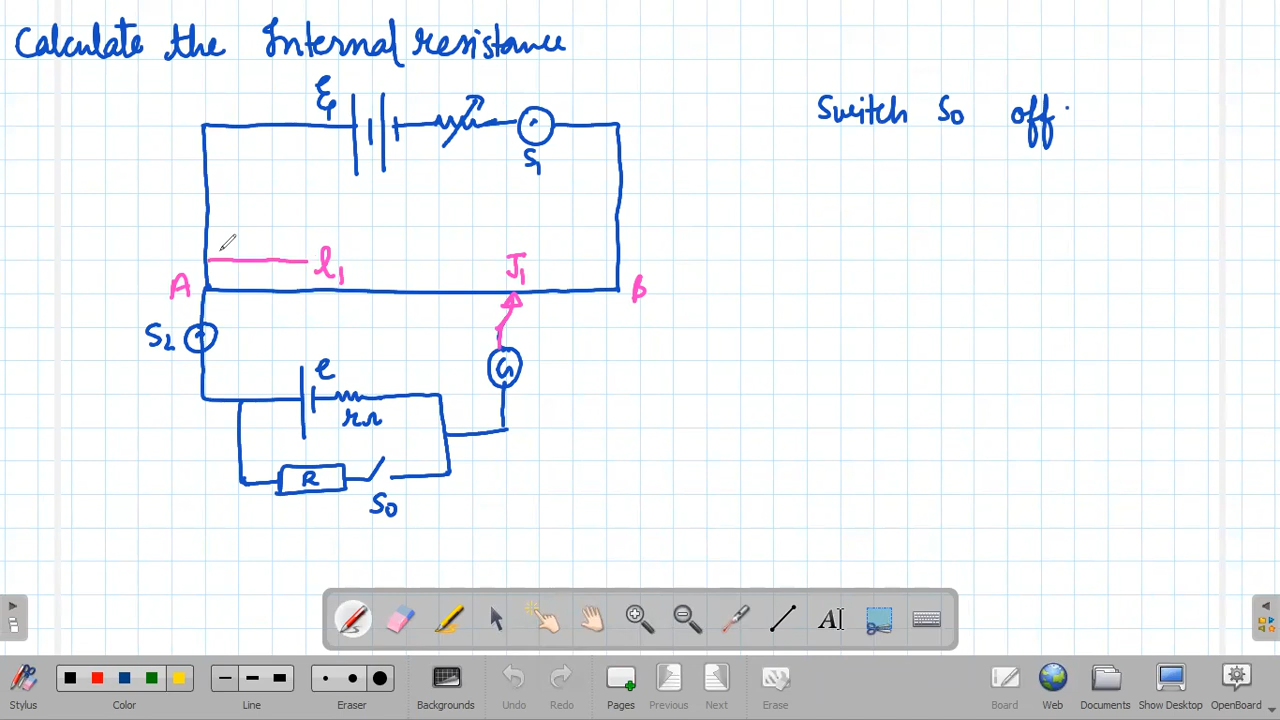 Calculate the Internal resistance
Switch S0 off
S1
l1
J1
A
B
S2
e
G
rΩ
R
S0
Stylus
Color
Line
Eraser
Backgrounds
Undo
Redo
Pages
Previous
Next
Erase
Board
Web
Documents
Show Desktop
OpenBoard